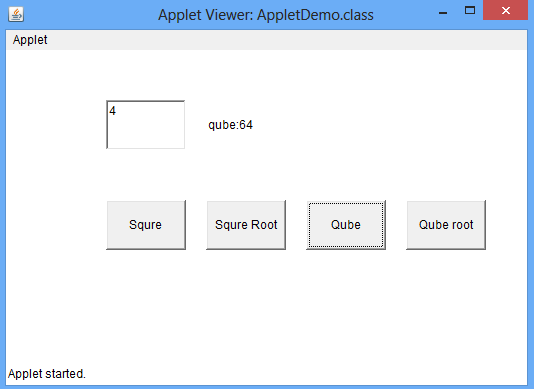 Applet Viewer: AppletDemo.class
Applet
4
qube:64
Squre
Squre Root
Qube
Qube root
Applet started.